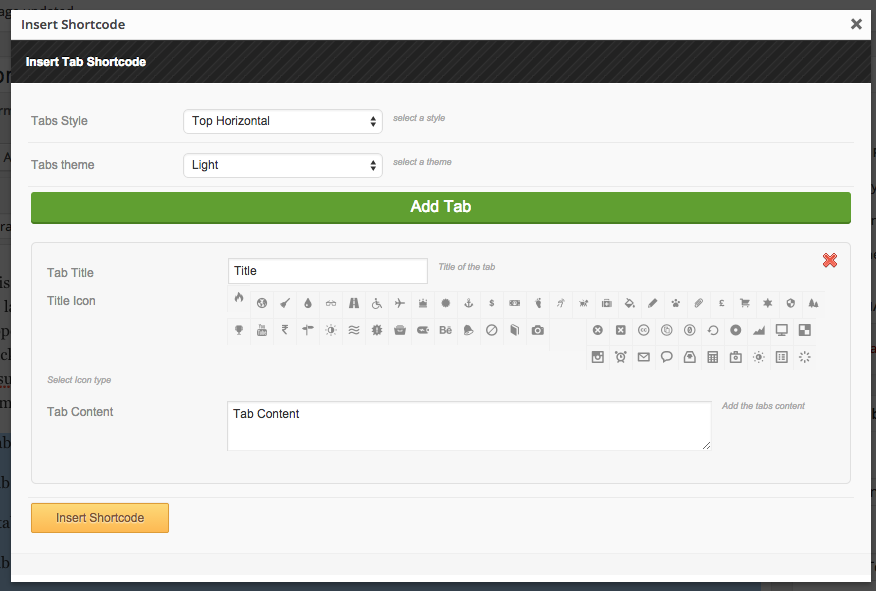 Insert Shortcode
Insert Tab Shortcode
Tabs Style
Top Horizontal
select a style
Tabs theme
Light
select a theme
Add Tab
Tab Title
Title
Title of the tab
Title Icon
Select Icon type
Tab Content
Tab Content
Add the tabs content
Insert Shortcode